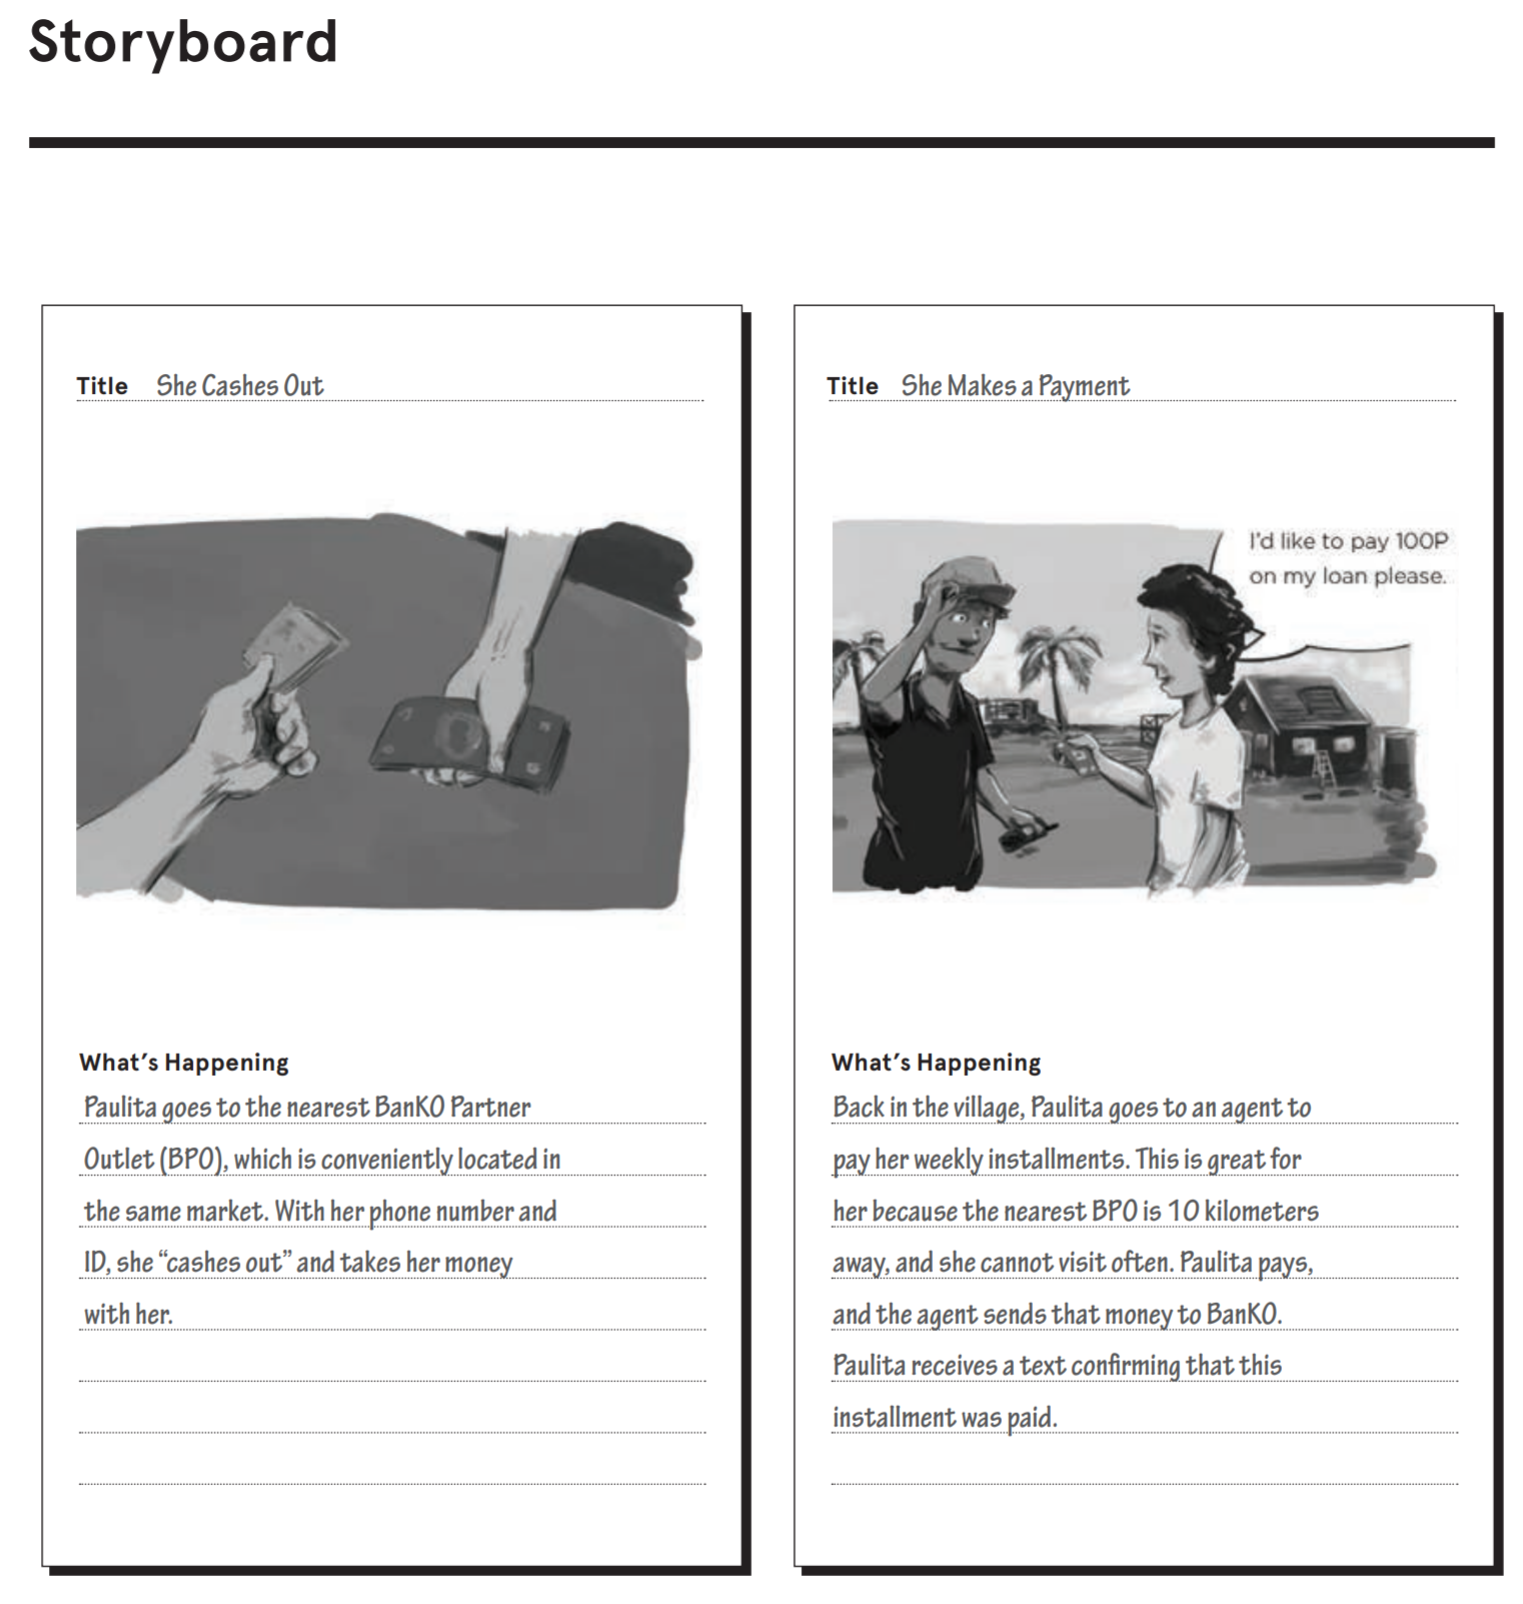 Storyboard
Title She Cashes Out
What's Happening
Paulita goes to the nearest BanKO Partner
Outlet (BPO), which is conveniently located in
the same market. With her phone number and
ID, she “cashes out” and takes her money
with her.
Title She Makes a Payment
I'd like to pay 100P
on my loan please.
What's Happening
Back in the village, Paulita goes to an agent to
pay her weekly installments. This is great for
her because the nearest BPO is 10 kilometers
away, and she cannot visit often. Paulita pays,
and the agent sends that money to BanKO.
Paulita receives a text confirming that this
installment was paid.